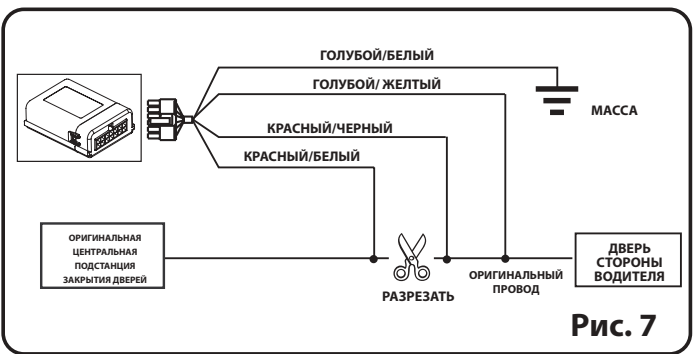 ГОЛУБОЙ/БЕЛЫЙ
ГОЛУБОЙ/ ЖЕЛТЫЙ
МАССА
КРАСНЫЙ/ЧЕРНЫЙ
КРАСНЫЙ/БЕЛЫЙ
ОРИГИНАЛЬНАЯ
ЦЕНТРАЛЬНАЯ
ПОДСТАНЦИЯ
ЗАКРЫТИЯ ДВЕРЕЙ
РАЗРЕЗАТЬ
ОРИГИНАЛЬНЫЙ
ПРОВОД
ДВЕРЬ
СТОРОНЫ
ВОДИТЕЛЯ
Рис. 7